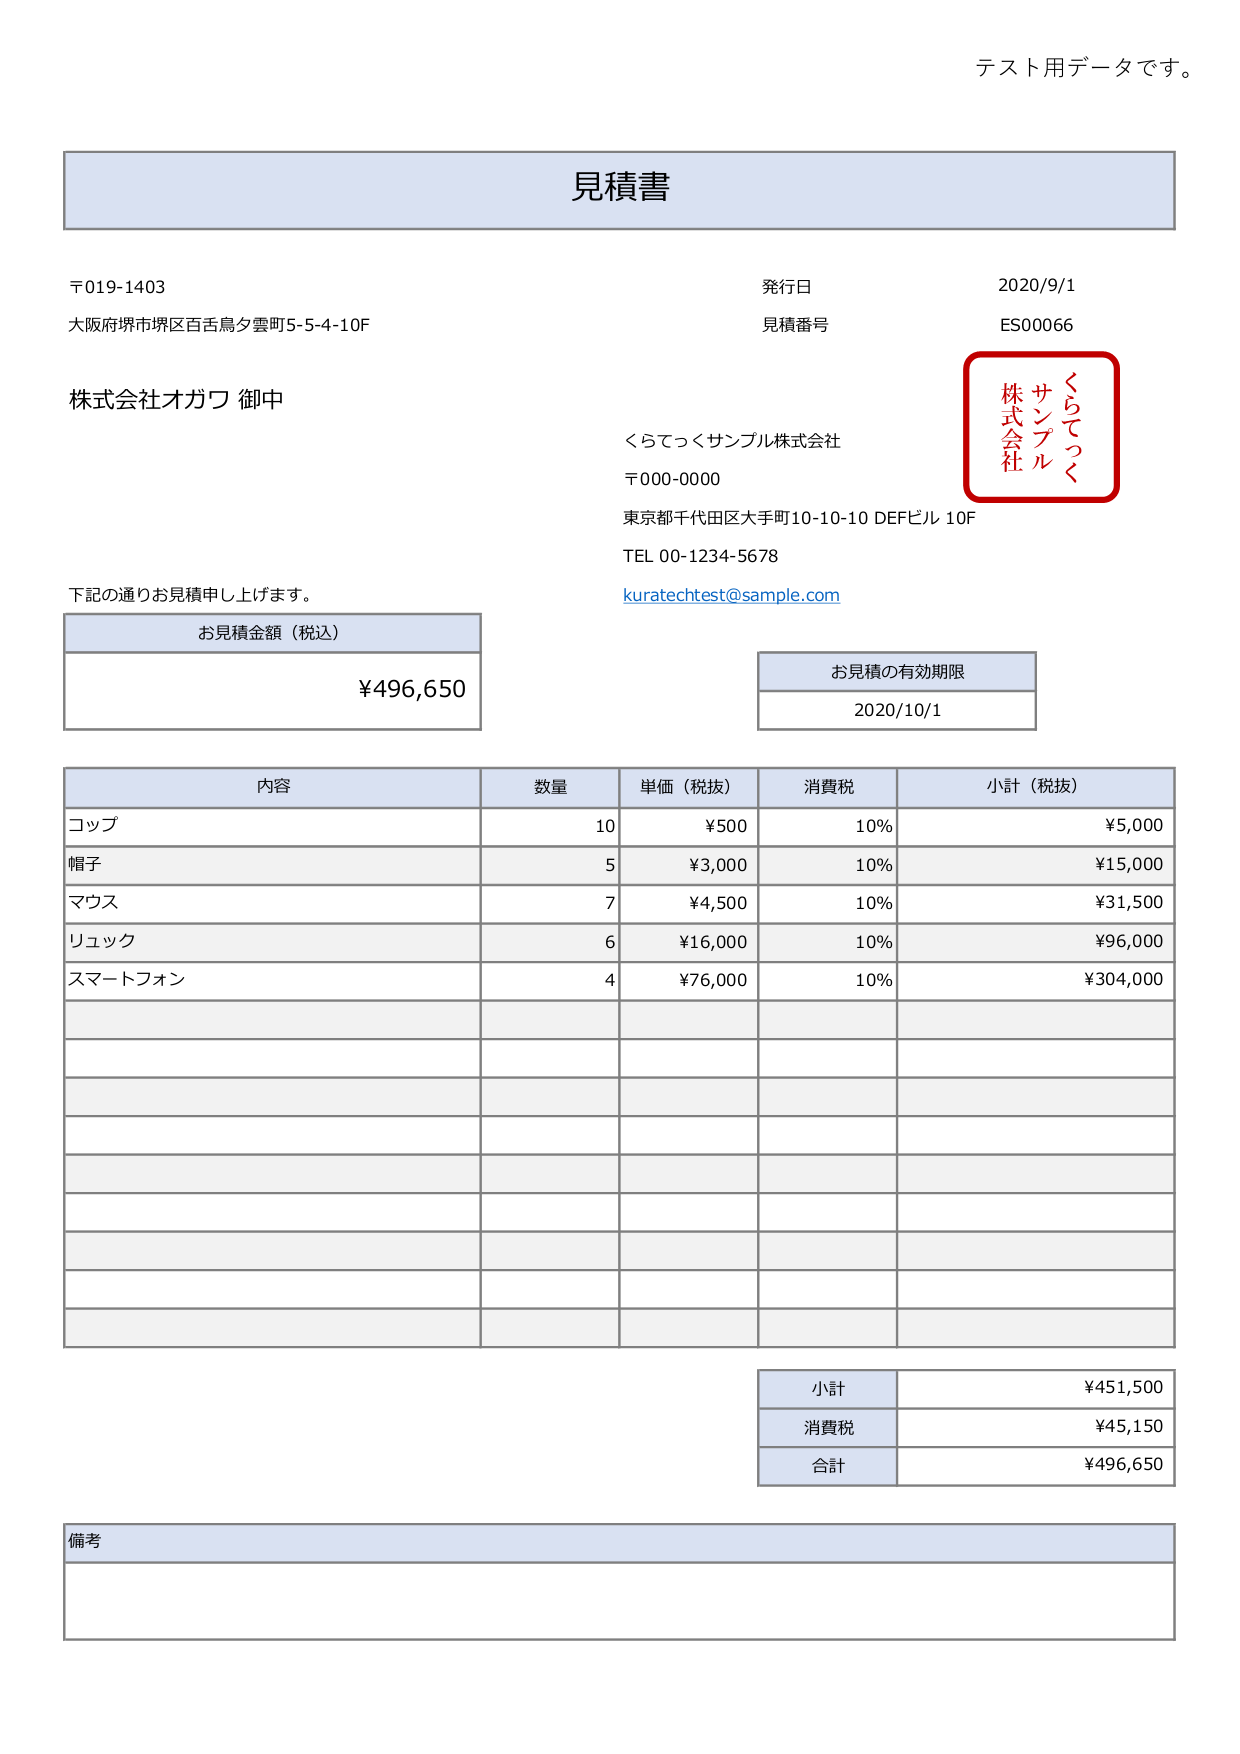 テスト用データです。
見積書
〒019-1403
発行日 2020/9/1
大阪府堺市堺区百舌鳥夕雲町5-5-4-10F
見積番号 ES00066
株式会社オガワ 御中
くらてっく
サンプル
株式会社
くらてっくサンプル株式会社
〒000-0000
東京都千代田区大手町10-10-10 DEFビル 10F
TEL 00-1234-5678
下記の通りお見積申し上げます。
kuratechtest@sample.com
お見積金額（税込）
¥496,650
お見積の有効期限
2020/10/1
内容 数量 単価（税抜） 消費税 小計（税抜）
コップ 10 ¥500 10% ¥5,000
帽子 5 ¥3,000 10% ¥15,000
マウス 7 ¥4,500 10% ¥31,500
リュック 6 ¥16,000 10% ¥96,000
スマートフォン 4 ¥76,000 10% ¥304,000
小計 ¥451,500
消費税 ¥45,150
合計 ¥496,650
備考